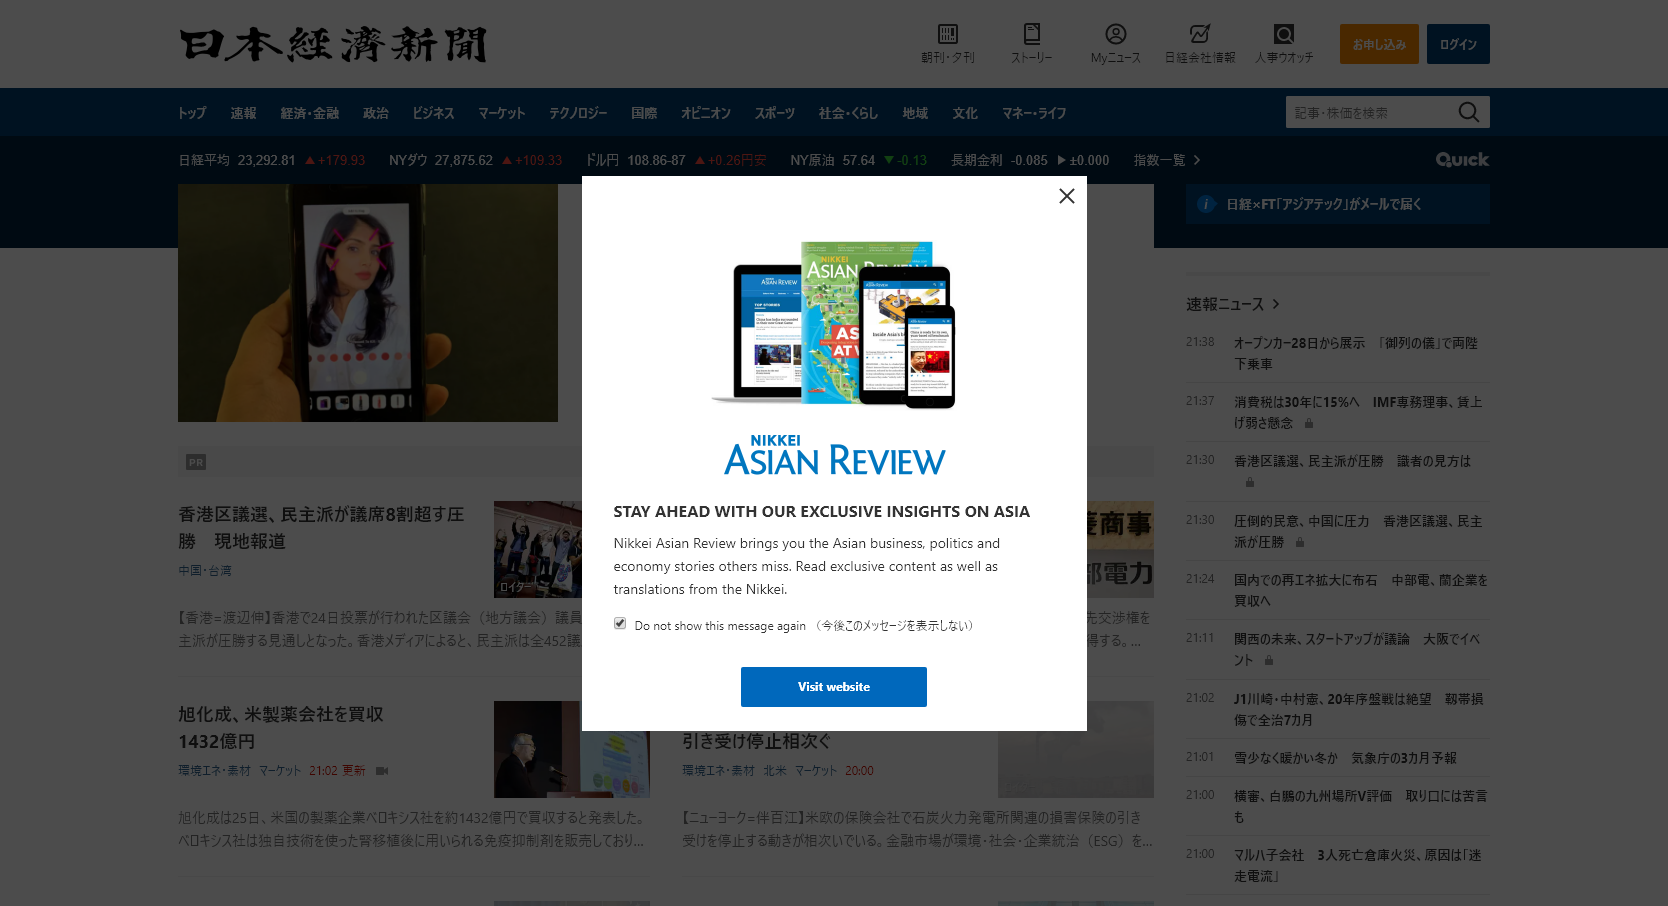 日本経済新聞
朝刊・夕刊
ストーリー
Myニュース
日経会社情報
人事ウオッチ
お申し込み
ログイン
トップ 速報 経済・金融 政治 ビジネス マーケット テクノロジー 国際 オピニオン スポーツ 社会・くらし 地域 文化 マネー・ライフ
記事・株価を検索
日経平均 23,292.81 ▲+179.93 NYダウ 27,875.62 ▲+109.33 ドル円 108.86-87 ▲+0.26円安 NY原油 57.64 ▼-0.13 長期金利 -0.085 ▶±0.000 指数一覧
Quick
日経×FT「アジアテック」がメールで届く
NIKKEI
ASIAN REVIEW
STAY AHEAD WITH OUR EXCLUSIVE INSIGHTS ON ASIA
Nikkei Asian Review brings you the Asian business, politics and
economy stories others miss. Read exclusive content as well as
translations from the Nikkei.
Do not show this message again （今後このメッセージを表示しない）
Visit website
PR
香港区議選、民主派が議席8割超す圧
勝　現地報道
中国・台湾
ロイター
【香港=渡辺伸】香港で24日投票が行われた区議会（地方議会）議員
主派が圧勝する見通しとなった。香港メディアによると、民主派は全452議
菱商事
部電力
先交渉権を
得する。...
旭化成、米製薬会社を買収
1432億円
環境エネ・素材 マーケット 21:02 更新
旭化成は25日、米国の製薬企業ベロキシス社を約1432億円で買収すると発表した。
ベロキシス社は独自技術を使った腎移植後に用いられる免疫抑制剤を販売しており...
引き受け停止相次ぐ
環境エネ・素材 北米 マーケット 20:00
【ニューヨーク=伴百江】米欧の保険会社で石炭火力発電所関連の損害保険の引き
受けを停止する動きが相次いでいる。金融市場が環境・社会・企業統治（ESG）を...
速報ニュース
21:38 オープンカー28日から展示　「御列の儀」で両陛
下乗車
21:37 消費税は30年に15%へ　IMF専務理事、賃上
げ弱さ懸念
21:30 香港区議選、民主派が圧勝　識者の見方は
21:30 圧倒的民意、中国に圧力　香港区議選、民主
派が圧勝
21:24 国内での再エネ拡大に布石　中部電、蘭企業を
買収へ
21:11 関西の未来、スタートアップが議論　大阪でイベ
ント
21:02 J1川崎・中村憲、20年序盤戦は絶望　靱帯損
傷で全治7カ月
21:01 雪少なく暖かい冬か　気象庁の3カ月予報
21:00 横審、白鵬の九州場所V評価　取り口には苦言
も
21:00 マルハ子会社　3人死亡倉庫火災、原因は「迷
走電流」